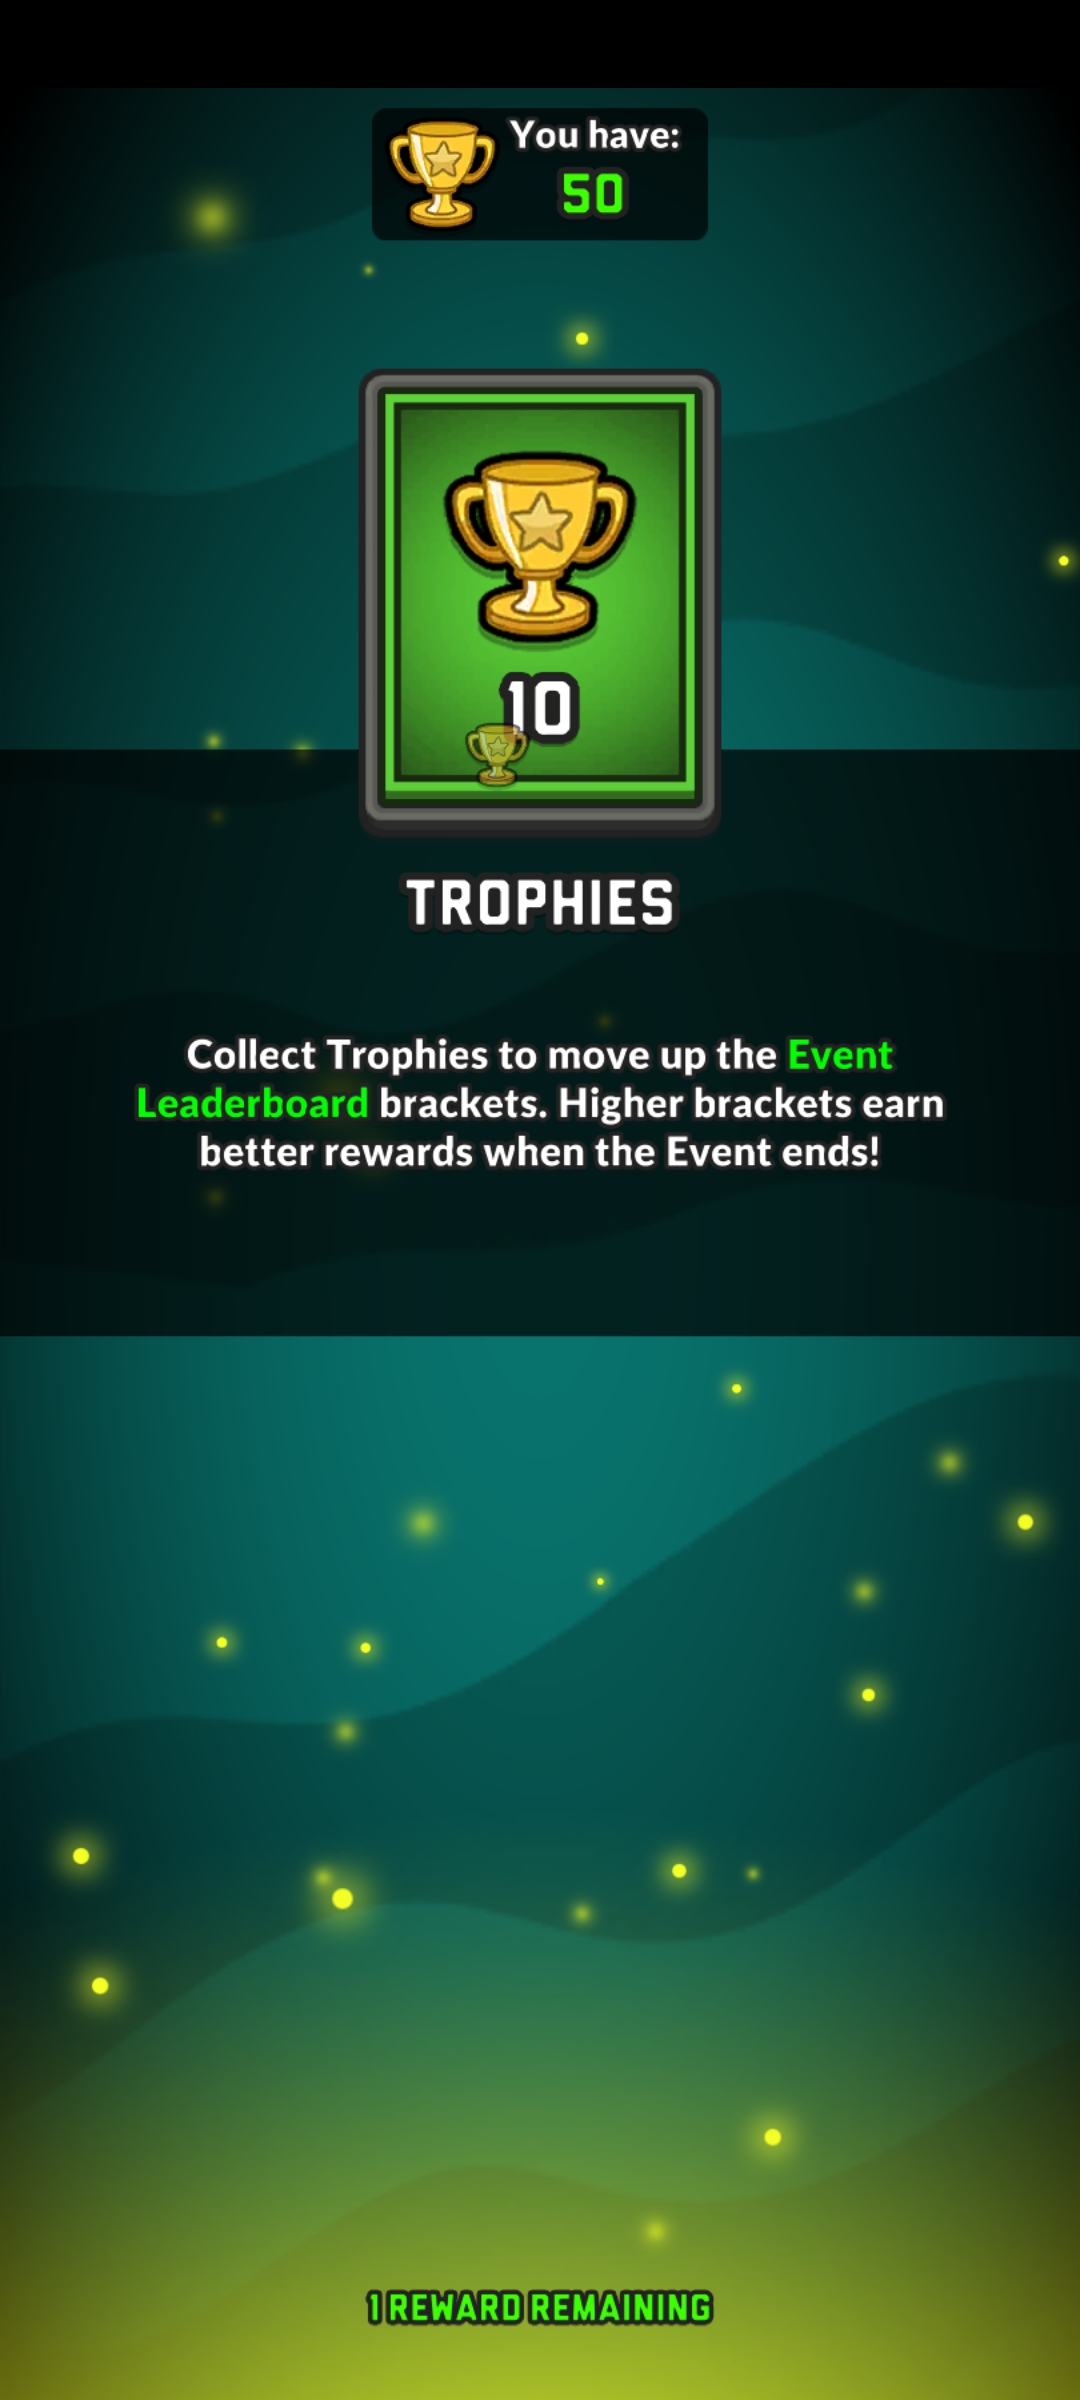 You have:
50
10
TROPHIES
Collect Trophies to move up the Event
Leaderboard brackets. Higher brackets earn
better rewards when the Event ends!
1 REWARD REMAINING